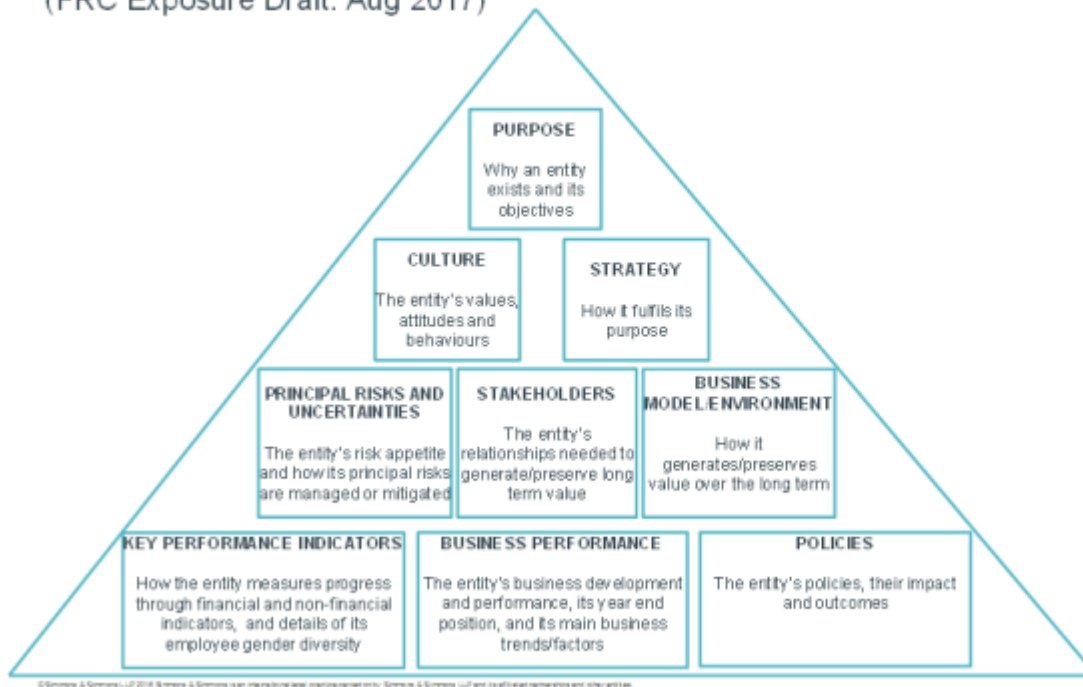 (FRC Exposure Draft: Aug 2017)
PURPOSE
Why an entity
exists and its
objectives
CULTURE
The entity's values,
attitudes and
behaviours
STRATEGY
How it fulfils its
purpose
PRINCIPAL RISKS AND
UNCERTAINTIES
The entity's risk appetite
and how its principal risks
are managed or mitigated
STAKEHOLDERS
The entity's
relationships needed to
generate/preserve long
term value
BUSINESS
MODEL/ENVIRONMENT
How it
generates/preserves
value over the long term
KEY PERFORMANCE INDICATORS
How the entity measures progress
through financial and non-financial
indicators, and details of its
employee gender diversity
BUSINESS PERFORMANCE
The entity's business development
and performance, its year end
position, and its main business
trends/factors
POLICIES
The entity's policies, their impact
and outcomes